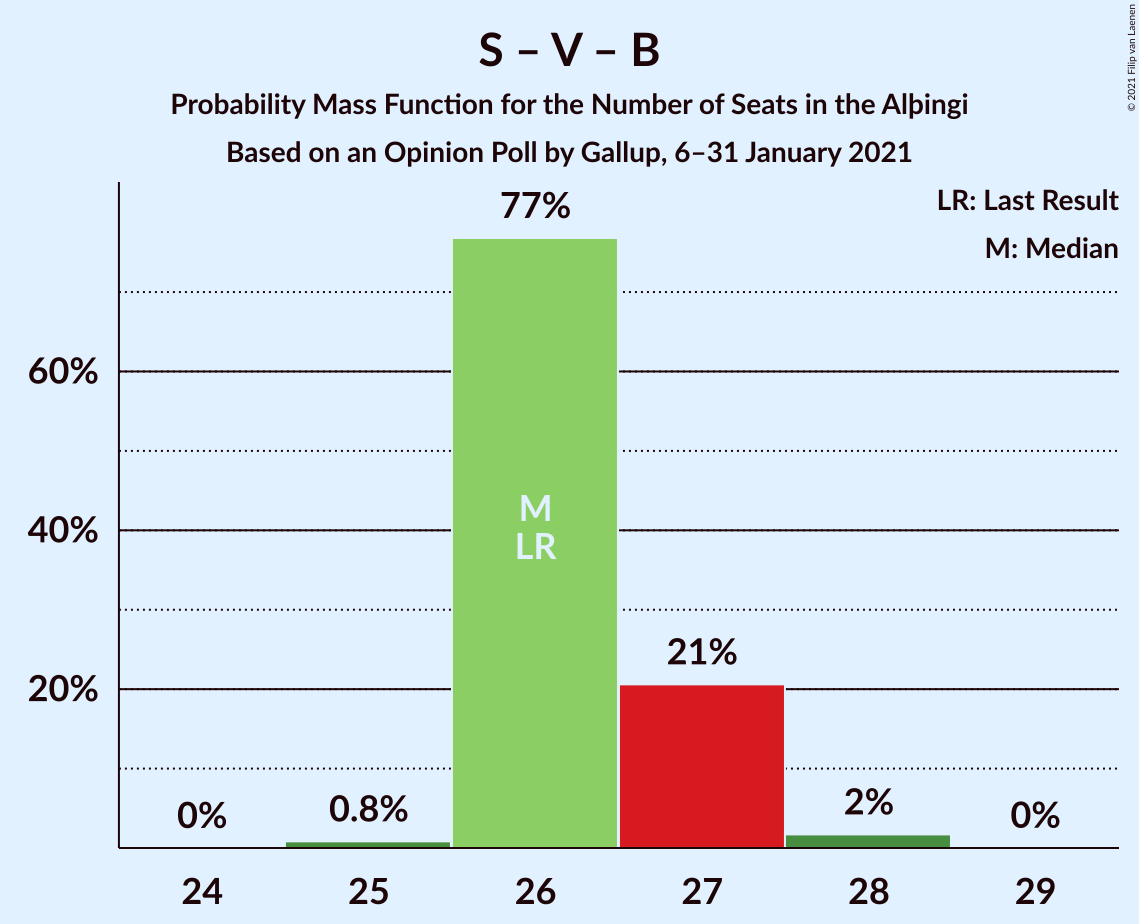 S – V – B
Probability Mass Function for the Number of Seats in the Alþingi
Based on an Opinion Poll by Gallup, 6–31 January 2021
© 2021 Filip van Laenen
LR: Last Result
M: Median
77%
60%
M
40%
LR
21%
20%
0%
0.8%
2%
0%
24
25
26
27
28
29